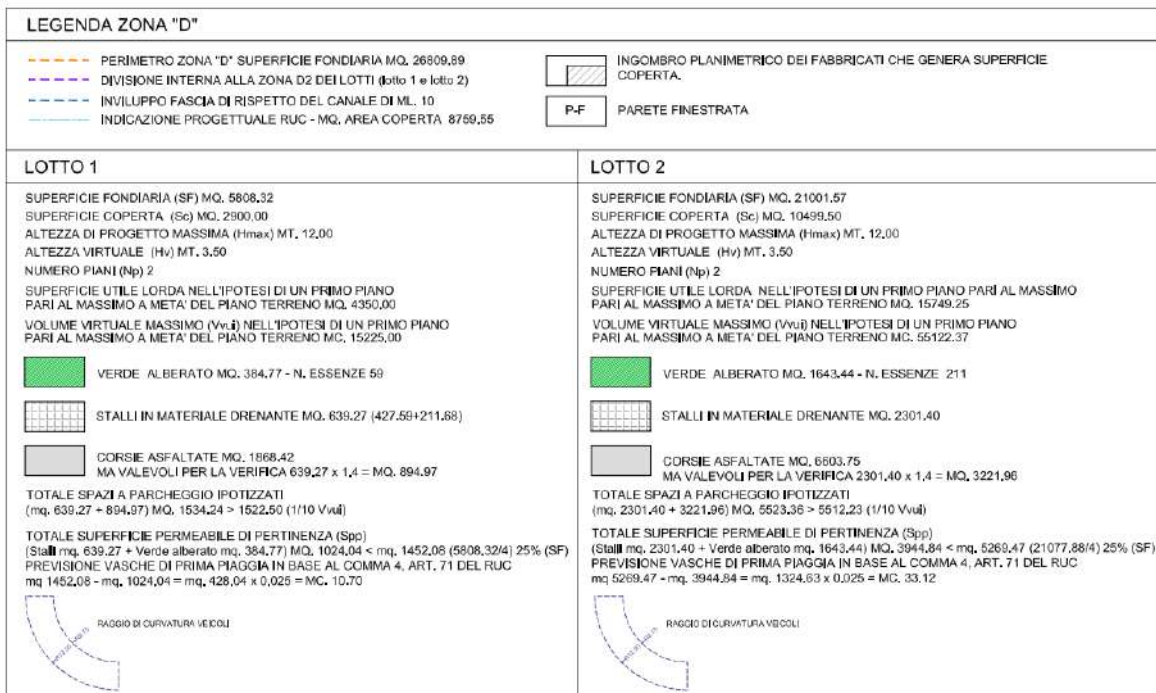 LEGENDA ZONA "D"
PERIMETRO ZONA "D" SUPERFICIE FONDIARIA MQ. 26809.89
DIVISIONE INTERNA ALLA ZONA D2 DEI LOTTI (lotto 1 e lotto 2)
INVILUPPO FASCIA DI RISPETTO DEL CANALE DI ML. 10
INDICAZIONE PROGETTUALE RUC - MQ. AREA COPERTA 8759,55
INGOMBRO PLANIMETRICO DEI FABBRICATI CHE GENERA SUPERFICIE
COPERTA.
P-F PARETE FINESTRATA
LOTTO 1
SUPERFICIE FONDIARIA (SF) MQ. 5808.32
SUPERFICIE COPERTA (Sc) MQ. 2900,00
ALTEZZA DI PROGETTO MASSIMA (Hmax) MT. 12.00
ALTEZZA VIRTUALE (Hv) MT. 3.50
NUMERO PIANI (Np) 2
SUPERFICIE UTILE LORDA NELL'IPOTESI DI UN PRIMO PIANO
PARI AL MASSIMO A META' DEL PIANO TERRENO MQ. 4350,00
VOLUME VIRTUALE MASSIMO (Vvui) NELL'IPOTESI DI UN PRIMO PIANO
PARI AL MASSIMO A META' DEL PIANO TERRENO MC. 15225,00
VERDE ALBERATO MQ. 384.77 - N. ESSENZE 59
STALLI IN MATERIALE DRENANTE MQ. 639.27 (427.59+211.68)
CORSIE ASFALTATE MQ. 1868.42
MA VALEVOLI PER LA VERIFICA 639.27 x 1,4 = MQ. 894.97
TOTALE SPAZI A PARCHEGGIO IPOTIZZATI
(mq. 639.27 + 894.97) MQ. 1534.24 > 1522.50 (1/10 Vvui)
TOTALE SUPERFICIE PERMEABILE DI PERTINENZA (Spp)
(Stalli mq. 639.27 + Verde alberato mq. 384.77) MQ. 1024.04 < mq. 1452.08 (5808,32/4) 25% (SF)
PREVISIONE VASCHE DI PRIMA PIAGGIA IN BASE AL COMMA 4, ART. 71 DEL RUC
mq 1452.08 - mq. 1024,04 = mq. 428,04 x 0,025 = MC. 10.70
RAGGIO DI CURVATURA VEICOLI
LOTTO 2
SUPERFICIE FONDIARIA (SF) MQ. 21001.57
SUPERFICIE COPERTA (Sc) MQ. 10499.50
ALTEZZA DI PROGETTO MASSIMA (Hmax) MT. 12.00
ALTEZZA VIRTUALE (Hv) MT. 3.50
NUMERO PIANI (Np) 2
SUPERFICIE UTILE LORDA NELL'IPOTESI DI UN PRIMO PIANO PARI AL MASSIMO
PARI AL MASSIMO A META' DEL PIANO TERRENO MQ. 15749.25
VOLUME VIRTUALE MASSIMO (Vvui) NELL'IPOTESI DI UN PRIMO PIANO
PARI AL MASSIMO A META' DEL PIANO TERRENO MC. 55122.37
VERDE ALBERATO MQ. 1643.44 - N. ESSENZE 211
STALLI IN MATERIALE DRENANTE MQ. 2301.40
CORSIE ASFALTATE MQ. 6603.75
MA VALEVOLI PER LA VERIFICA 2301.40 x 1,4 = MQ. 3221,96
TOTALE SPAZI A PARCHEGGIO IPOTIZZATI
(mq. 2301.40 + 3221,96) MQ. 5523.36 > 5512.23 (1/10 Vvui)
TOTALE SUPERFICIE PERMEABILE DI PERTINENZA (Spp)
(Stalli mq. 2301.40 + Verde alberato mq. 1643.44) MQ. 3944.84 < mq. 5269.47 (21077.88/4) 25% (SF)
PREVISIONE VASCHE DI PRIMA PIAGGIA IN BASE AL COMMA 4, ART. 71 DEL RUC
mq 5269.47 - mq. 3944.84 = mq. 1324.63 x 0.025 = MC. 33.12
RAGGIO DI CURVATURA VEICOLI